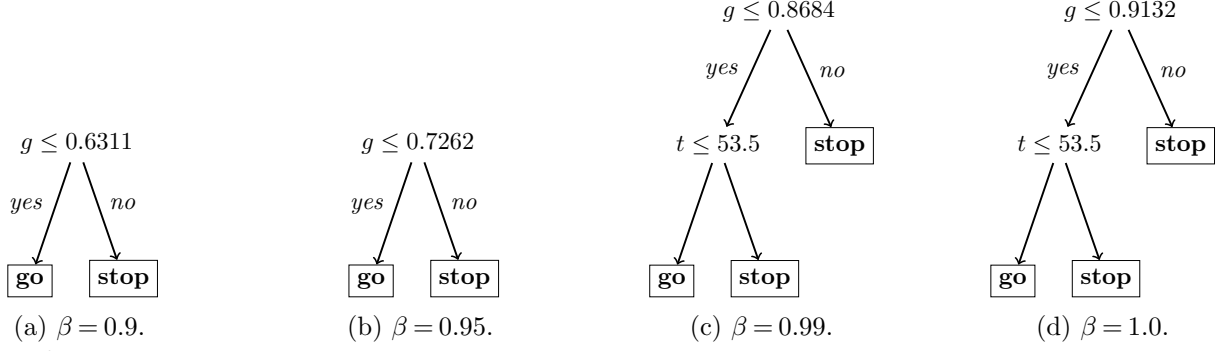 g ≤ 0.8684
g ≤ 0.9132
yes
no
yes
no
g ≤ 0.6311
g ≤ 0.7262
t ≤ 53.5
stop
t ≤ 53.5
stop
yes
no
yes
no
go
stop
go
stop
go
stop
go
stop
(a) β = 0.9.
(b) β = 0.95.
(c) β = 0.99.
(d) β = 1.0.